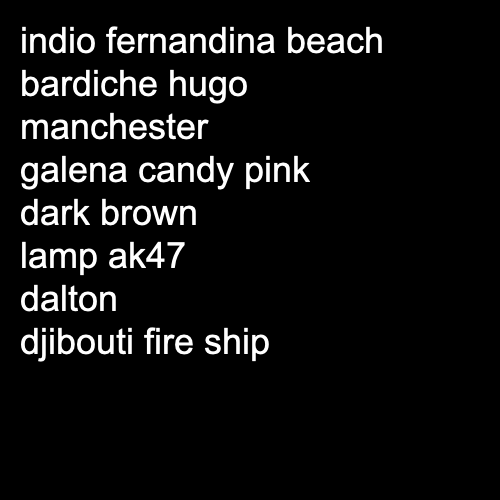 indio fernandina beach
bardiche hugo
manchester
galena candy pink
dark brown
lamp ak47
dalton
djibouti fire ship